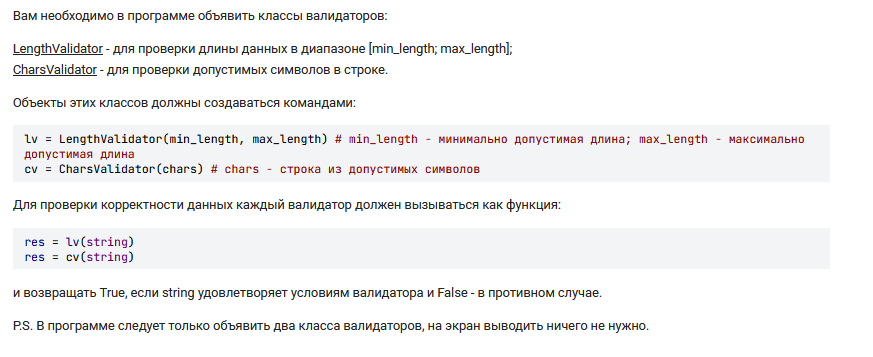 Вам необходимо в программе объявить классы валидаторов:
LengthValidator - для проверки длины данных в диапазоне [min_length; max_length];
CharsValidator - для проверки допустимых символов в строке.
Объекты этих классов должны создаваться командами:
lv = LengthValidator(min_length, max_length) # min_length - минимально допустимая длина; max_length - максимально
допустимая длина
cv = CharsValidator(chars) # chars - строка из допустимых символов
Для проверки корректности данных каждый валидатор должен вызываться как функция:
res = lv(string)
res = cv(string)
и возвращать True, если string удовлетворяет условиям валидатора и False - в противном случае.
P.S. В программе следует только объявить два класса валидаторов, на экран выводить ничего не нужно.